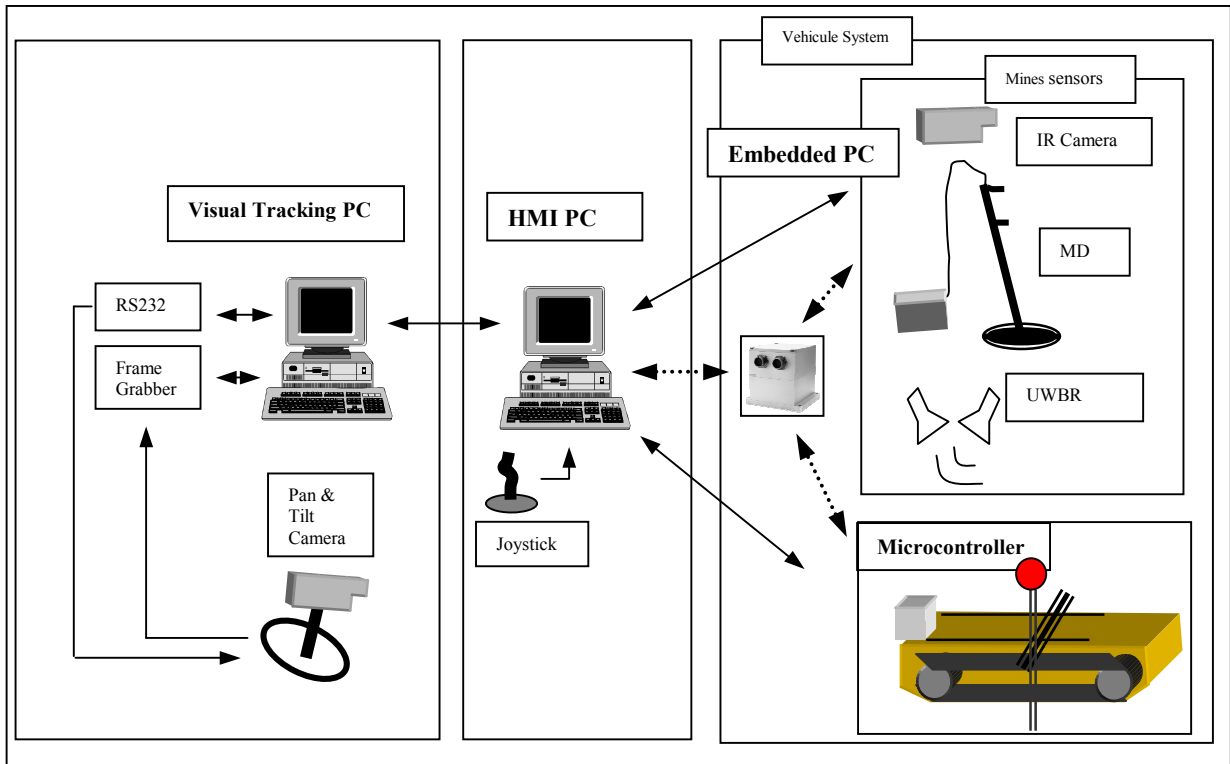 Vehicule System
Mines sensors
IR Camera
Embedded PC
Visual Tracking PC
HMI PC
MD
RS232
Frame
Grabber
UWBR
Pan &
Tilt
Camera
Joystick
Microcontroller